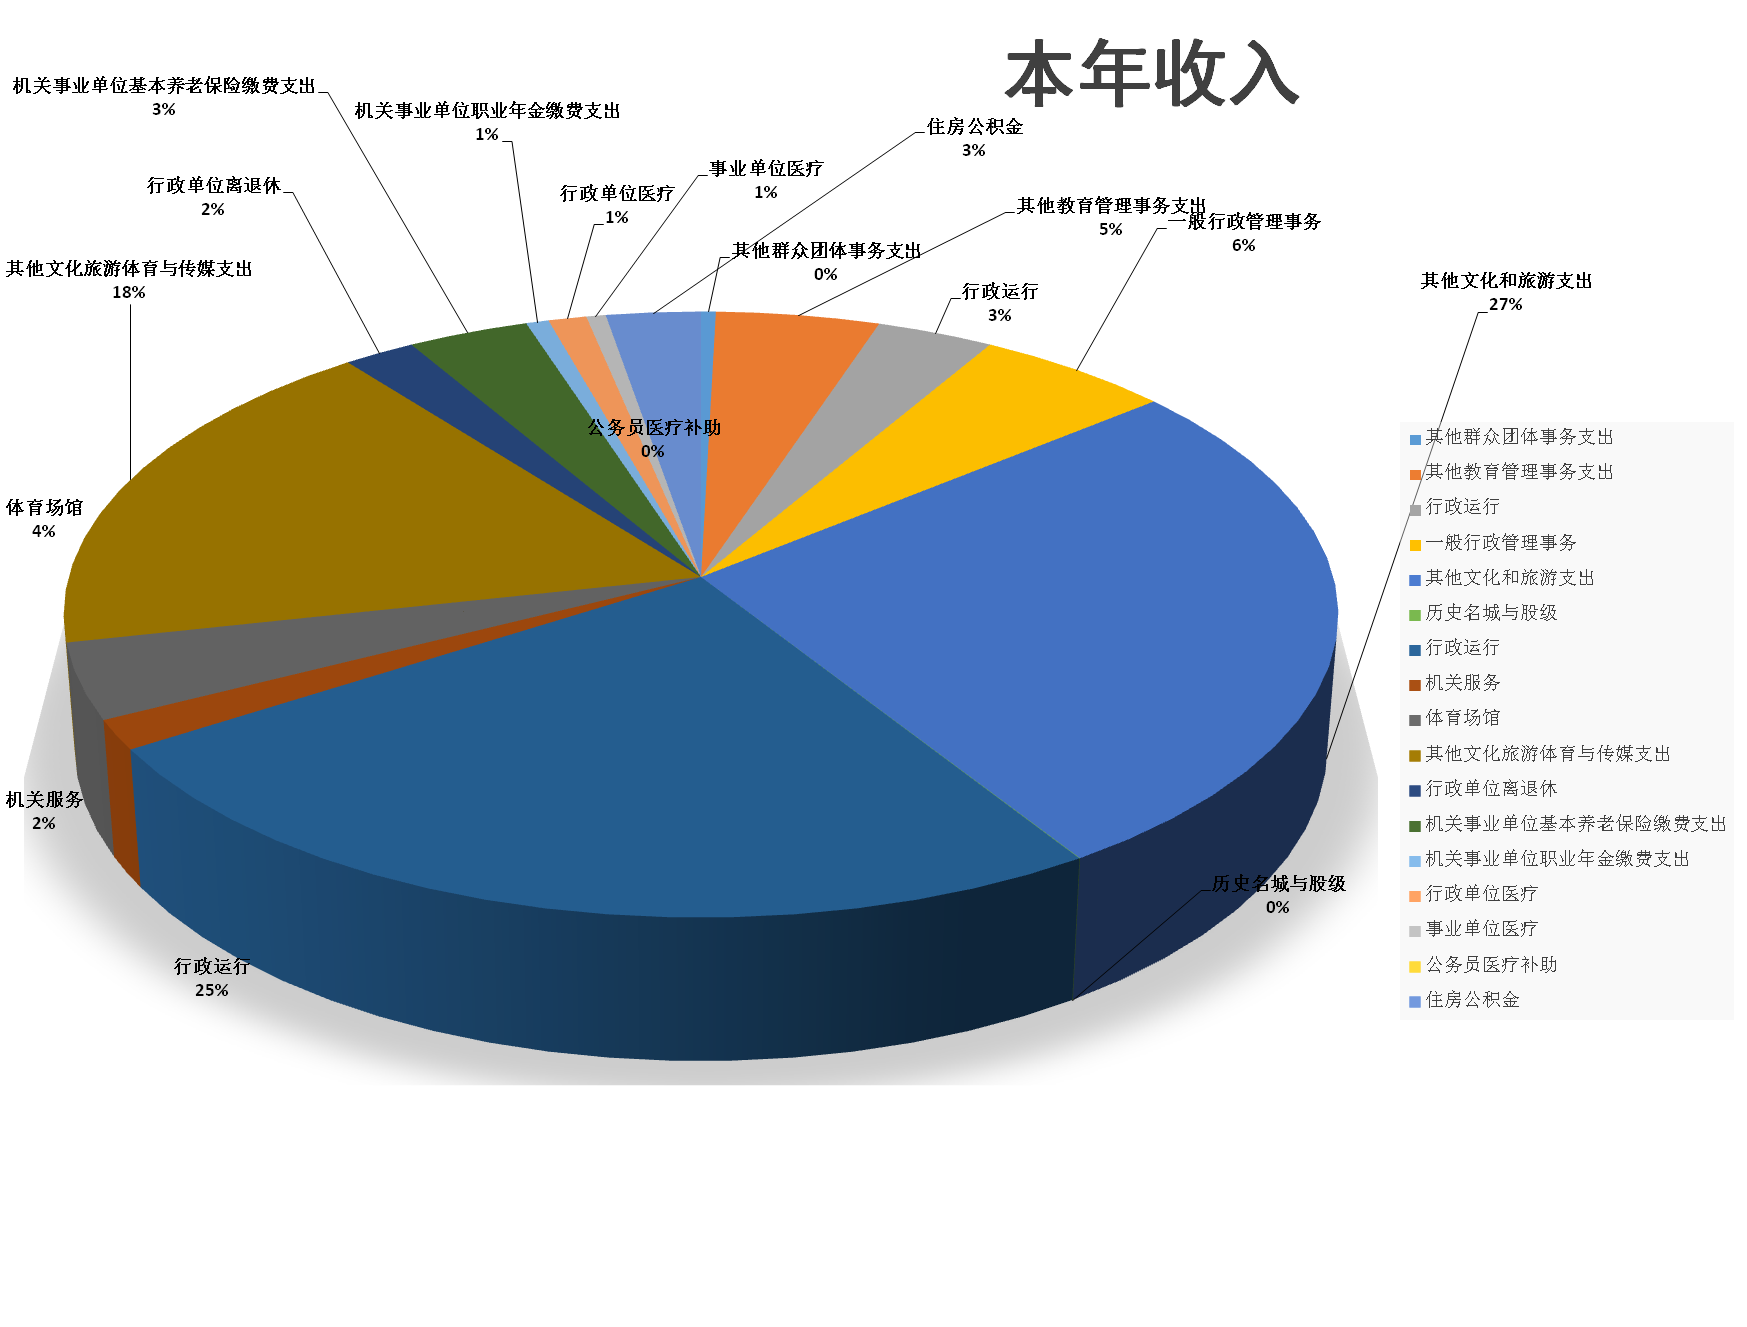 本年收入
机关事业单位基本养老保险缴费支出
3%
机关事业单位职业年金缴费支出
1%
住房公积金
3%
事业单位医疗
1%
行政单位离退休
2%
行政单位医疗
1%
其他教育管理事务支出
5%
一般行政管理事务
6%
其他群众团体事务支出
0%
其他文化旅游体育与传媒支出
18%
行政运行
3%
其他文化和旅游支出
27%
公务员医疗补助
0%
体育场馆
4%
机关服务
2%
历史名城与股级
0%
行政运行
25%
其他群众团体事务支出
其他教育管理事务支出
行政运行
一般行政管理事务
其他文化和旅游支出
历史名城与股级
行政运行
机关服务
体育场馆
其他文化旅游体育与传媒支出
行政单位离退休
机关事业单位基本养老保险缴费支出
机关事业单位职业年金缴费支出
行政单位医疗
事业单位医疗
公务员医疗补助
住房公积金